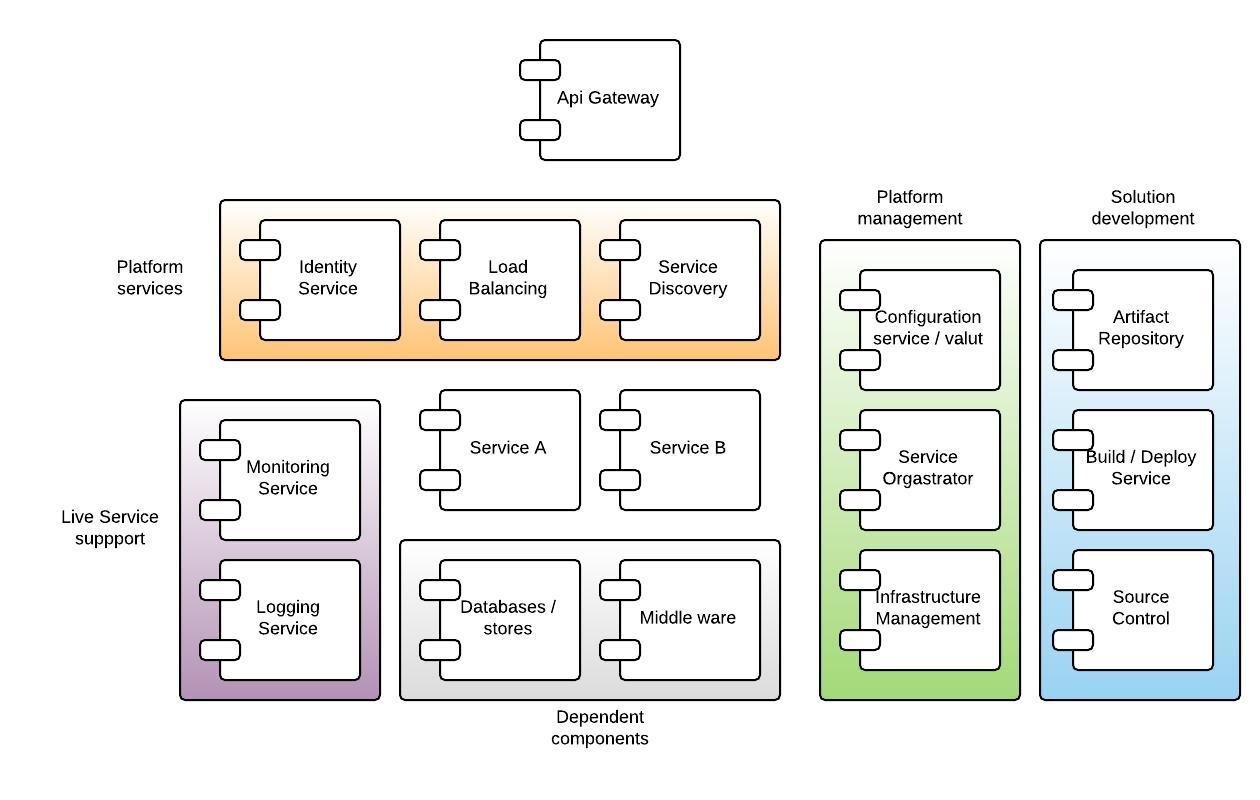 Api Gateway
Platform
services
Identity
Service
Load
Balancing
Service
Discovery
Platform
management
Configuration
service / valut
Service
Orgastrator
Infrastructure
Management
Solution
development
Artifact
Repository
Build / Deploy
Service
Source
Control
Live Service
suppport
Monitoring
Service
Logging
Service
Service A
Service B
Databases /
stores
Middle ware
Dependent
components